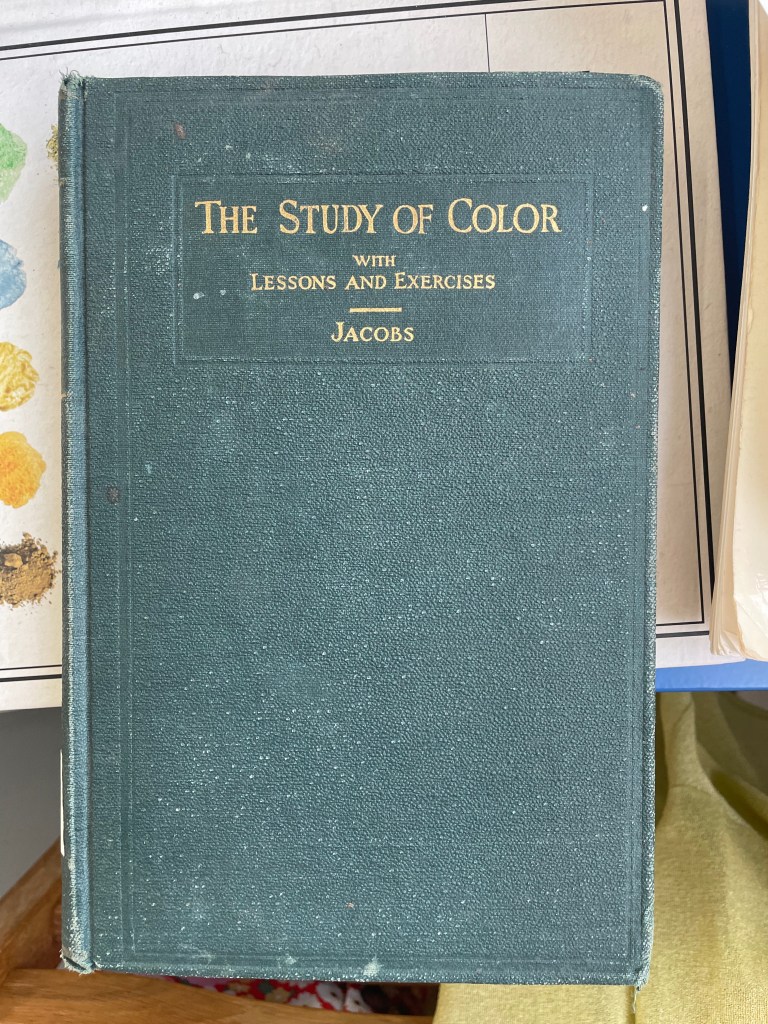 THE STUDY OF COLOR
WITH
LESSONS AND EXERCISES
JACOBS